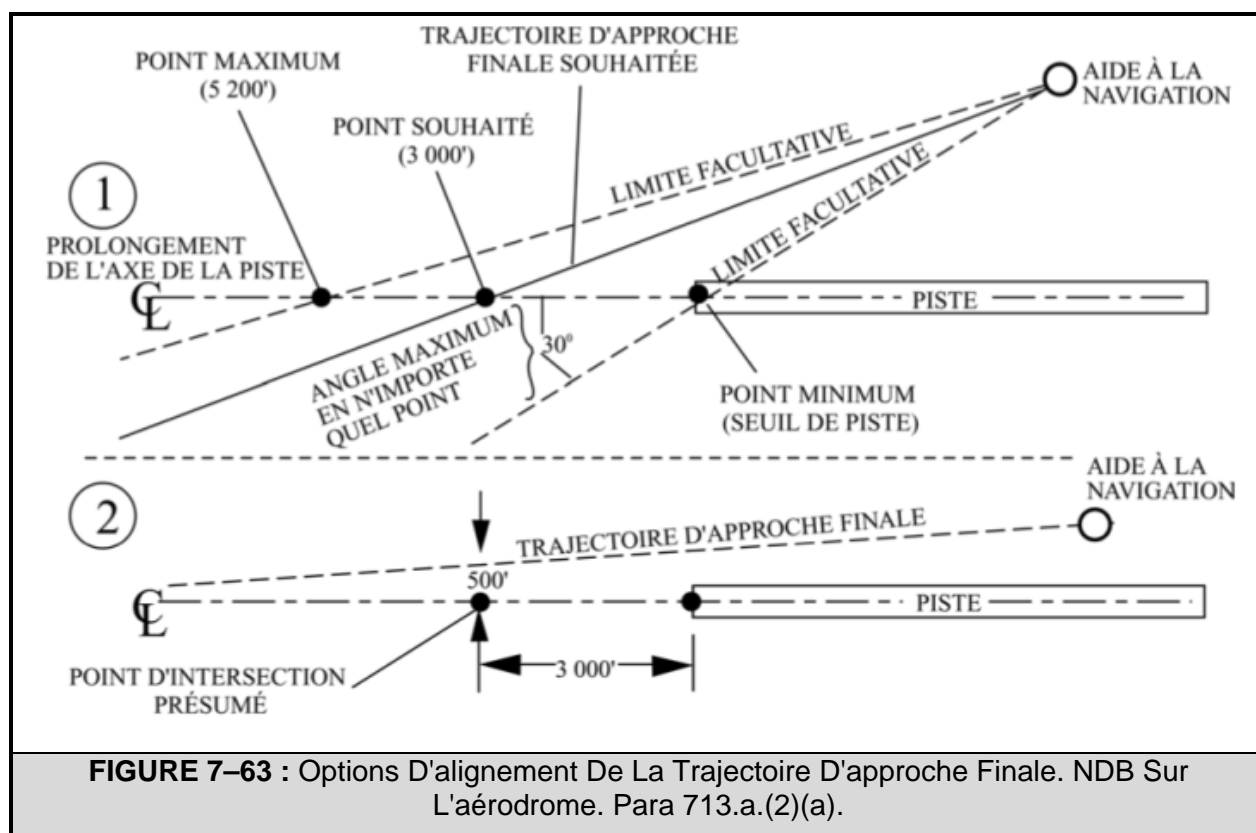 TRAJECTOIRE D'APPROCHE
FINALE SOUHAITÉE
POINT MAXIMUM
(5 200')
POINT SOUHAITÉ
(3 000')
AIDE À LA
NAVIGATION
LIMITE FACULTATIVE
LIMITE FACULTATIVE
1
PROLONGEMENT
DE L'AXE DE LA PISTE
CL
PISTE
30°
ANGLE MAXIMUM
EN N'IMPORTE
QUEL POINT
POINT MINIMUM
(SEUIL DE PISTE)
2
AIDE À LA
NAVIGATION
TRAJECTOIRE D'APPROCHE FINALE
500'
CL
PISTE
3 000'
POINT D'INTERSECTION
PRÉSUMÉ
FIGURE 7–63 : Options D'alignement De La Trajectoire D'approche Finale. NDB Sur
L'aérodrome. Para 713.a.(2)(a).